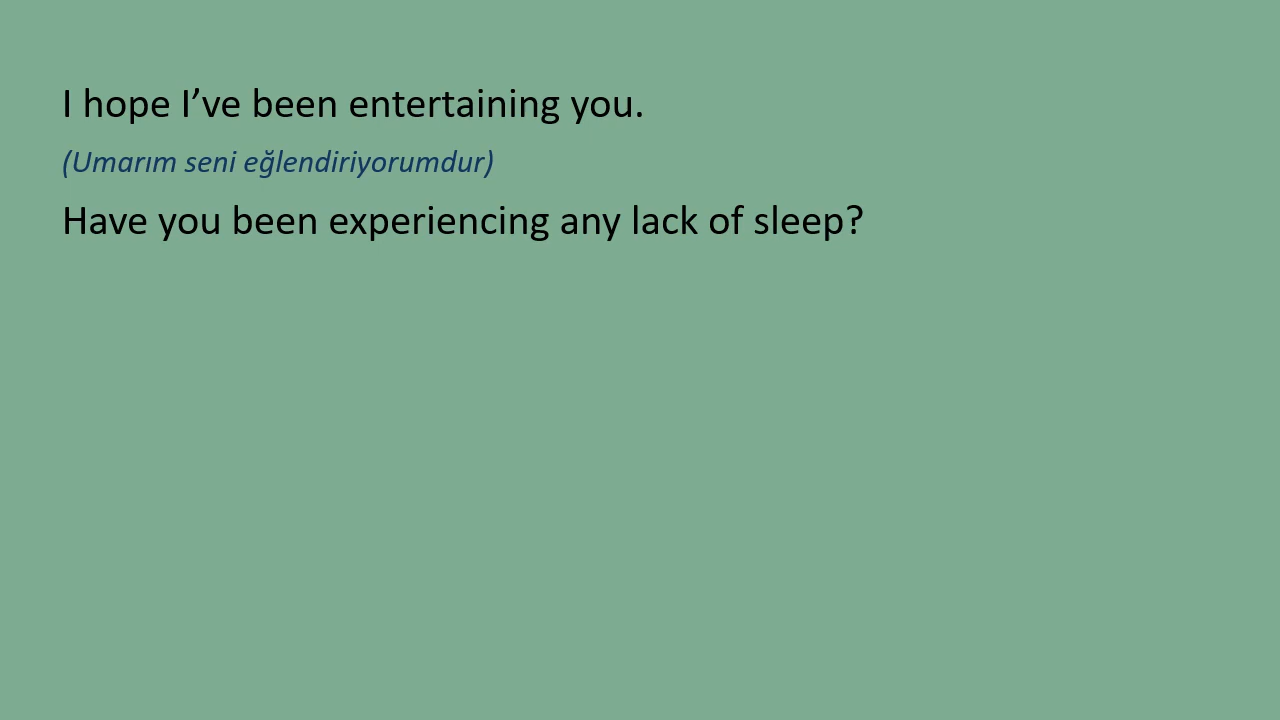 I hope I’ve been entertaining you.
(Umarım seni eğlendiriyorumdur)
Have you been experiencing any lack of sleep?